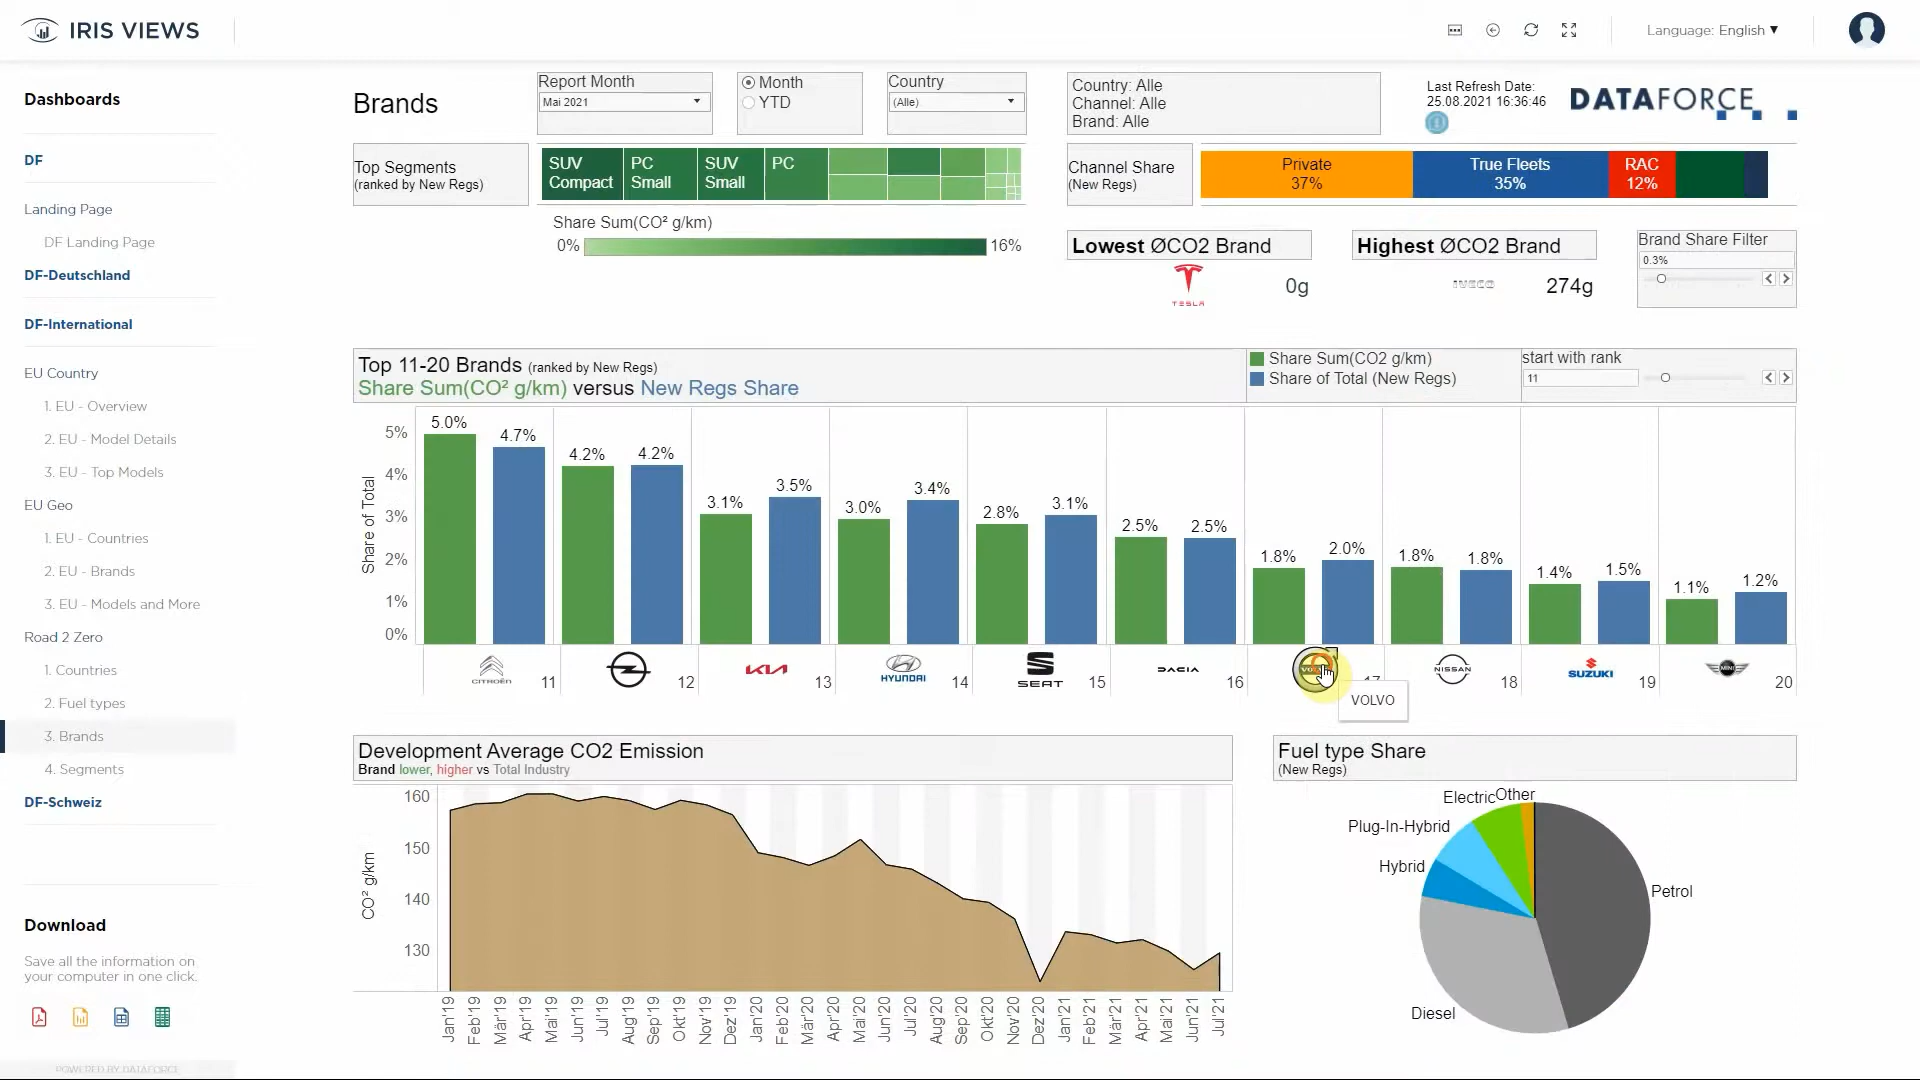 IRIS VIEWS
Language: English ▼
Dashboards
DF
Landing Page
DF Landing Page
DF-Deutschland
DF-International
EU Country
1. EU - Overview
2. EU - Model Details
3. EU - Top Models
EU Geo
1. EU - Countries
2. EU - Brands
3. EU - Models and More
Road 2 Zero
1. Countries
2. Fuel types
3. Brands
4. Segments
DF-Schweiz
Download
Save all the information on
your computer in one click.
POWERED BY DATAFORCE
Brands
Report Month
Mai 2021
Month
YTD
Country
(Alle)
Country: Alle
Channel: Alle
Brand: Alle
Last Refresh Date:
25.08.2021 16:36:46
DATAFORCE
Top Segments
(ranked by New Regs)
SUV
Compact
PC
Small
SUV
Small
PC
Share Sum(CO² g/km)
0%
16%
Channel Share
(New Regs)
Private
37%
True Fleets
35%
RAC
12%
Lowest ØCO2 Brand
TESLA
0g
Highest ØCO2 Brand
IVECO
274g
Brand Share Filter
0.3%
Top 11-20 Brands (ranked by New Regs)
Share Sum(CO² g/km) versus New Regs Share
Share Sum(CO2 g/km)
Share of Total (New Regs)
start with rank
11
Share of Total
5%
4%
3%
2%
1%
0%
5.0%
4.7%
4.2%
4.2%
3.1%
3.5%
3.0%
3.4%
2.8%
3.1%
2.5%
2.5%
1.8%
2.0%
1.8%
1.8%
1.4%
1.5%
1.1%
1.2%
CITROËN
11
12
KIA
13
HYUNDAI
14
SEAT
15
DACIA
16
17
VOLVO
NISSAN
18
SUZUKI
19
MINI
20
Development Average CO2 Emission
Brand lower, higher vs Total Industry
CO² g/km
160
150
140
130
Jan'19
Feb'19
Mär'19
Apr'19
Mai'19
Jun'19
Jul'19
Aug'19
Sep'19
Okt'19
Nov'19
Dez'19
Jan'20
Feb'20
Mär'20
Apr'20
Mai'20
Jun'20
Jul'20
Aug'20
Sep'20
Okt'20
Nov'20
Dez'20
Jan'21
Feb'21
Mär'21
Apr'21
Mai'21
Jun'21
Jul'21
Fuel type Share
(New Regs)
Electric
Other
Plug-In-Hybrid
Hybrid
Petrol
Diesel